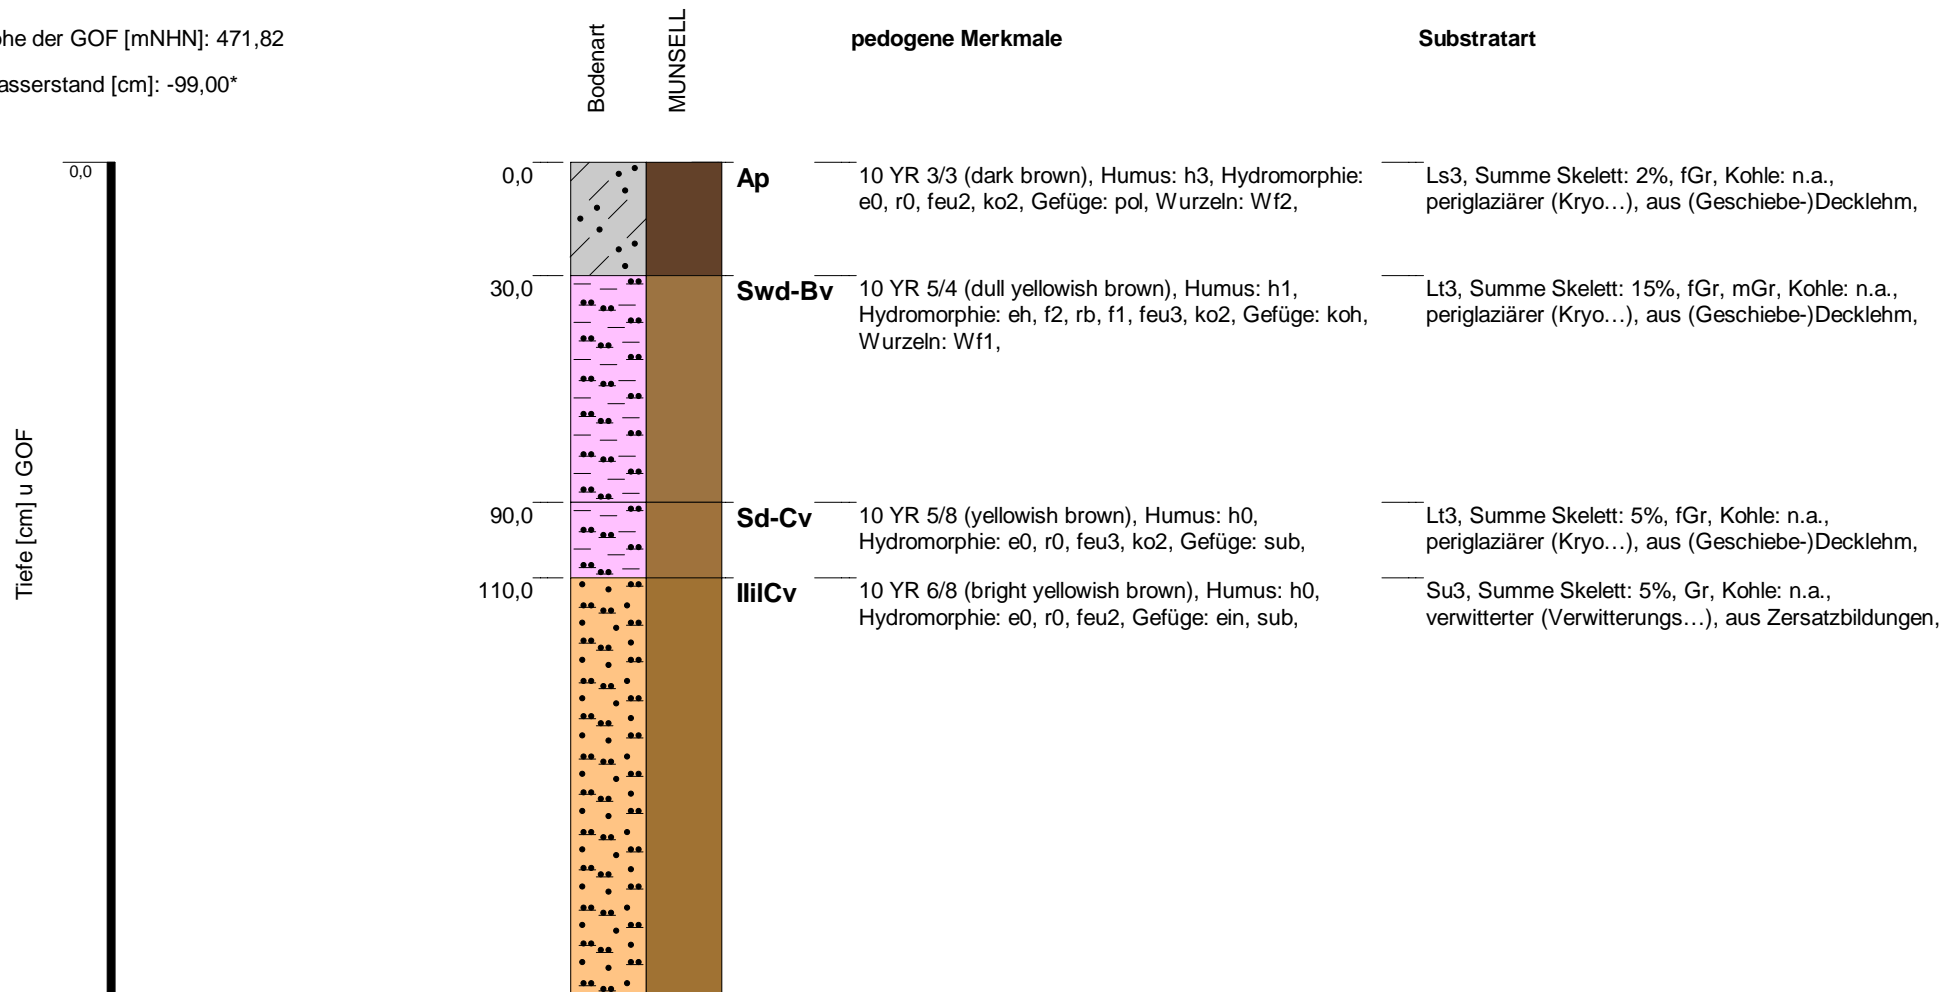 he der GOF [mNHN]: 471,82
asserstand [cm]: -99,00*
Bodenart
MUNSELL
pedogene Merkmale
Substratart
Tiefe [cm] u GOF
0,0
0,0
Ap
10 YR 3/3 (dark brown), Humus: h3, Hydromorphie:
e0, r0, feu2, ko2, Gefüge: pol, Wurzeln: Wf2,
Ls3, Summe Skelett: 2%, fGr, Kohle: n.a.,
periglaziärer (Kryo…), aus (Geschiebe-)Decklehm,
30,0
Swd-Bv
10 YR 5/4 (dull yellowish brown), Humus: h1,
Hydromorphie: eh, f2, rb, f1, feu3, ko2, Gefüge: koh,
Wurzeln: Wf1,
Lt3, Summe Skelett: 15%, fGr, mGr, Kohle: n.a.,
periglaziärer (Kryo…), aus (Geschiebe-)Decklehm,
90,0
Sd-Cv
10 YR 5/8 (yellowish brown), Humus: h0,
Hydromorphie: e0, r0, feu3, ko2, Gefüge: sub,
Lt3, Summe Skelett: 5%, fGr, Kohle: n.a.,
periglaziärer (Kryo…), aus (Geschiebe-)Decklehm,
110,0
IIilCv
10 YR 6/8 (bright yellowish brown), Humus: h0,
Hydromorphie: e0, r0, feu2, Gefüge: ein, sub,
Su3, Summe Skelett: 5%, Gr, Kohle: n.a.,
verwitterter (Verwitterungs…), aus Zersatzbildungen,